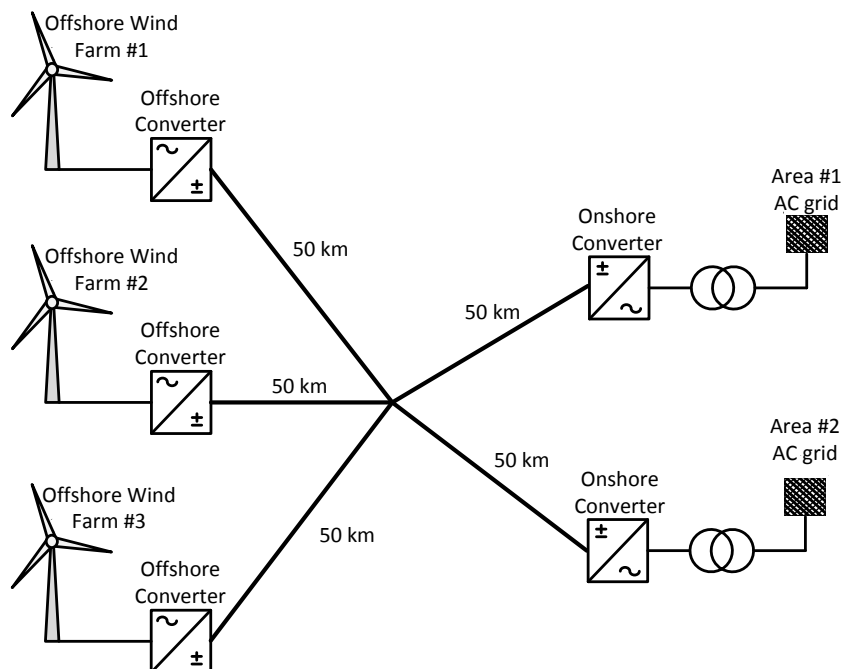 Offshore Wind
Farm #1
Offshore
Converter
~
±
50 km
Offshore Wind
Farm #2
Offshore
Converter
~
±
50 km
Offshore Wind
Farm #3
Offshore
Converter
~
±
50 km
Area #1
AC grid
Onshore
Converter
±
~
50 km
Area #2
AC grid
Onshore
Converter
±
~
50 km